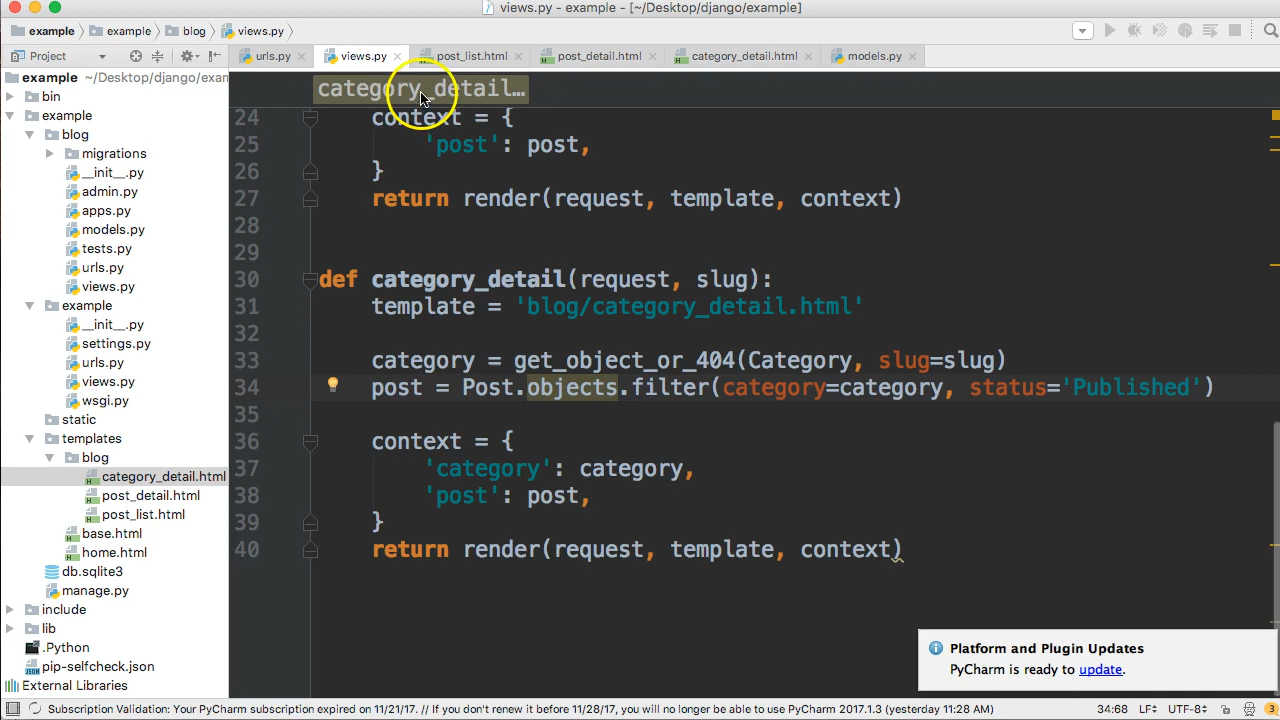 views.py - example - [~/Desktop/django/example]
example example blog views.py
Project
urls.py views.py post_list.html post_detail.html category_detail.html models.py
example ~/Desktop/django/exam
bin
example
blog
migrations
__init__.py
admin.py
apps.py
models.py
tests.py
urls.py
views.py
example
__init__.py
settings.py
urls.py
views.py
wsgi.py
static
templates
blog
category_detail.html
post_detail.html
post_list.html
base.html
home.html
db.sqlite3
manage.py
include
lib
.Python
pip-selfcheck.json
External Libraries
category_detail…
24 context = {
25 'post': post,
26 }
27 return render(request, template, context)
28
29
30 def category_detail(request, slug):
31 template = 'blog/category_detail.html'
32
33 category = get_object_or_404(Category, slug=slug)
34 post = Post.objects.filter(category=category, status='Published')
35
36 context = {
37 'category': category,
38 'post': post,
39 }
40 return render(request, template, context)
Platform and Plugin Updates
PyCharm is ready to update.
Subscription Validation: Your PyCharm subscription expired on 11/21/17. // If you don't renew it before 11/28/17, you will no longer be able to use PyCharm 2017.1.3 (yesterday 11:28 AM) 34:68 LF÷ UTF-8÷ 3